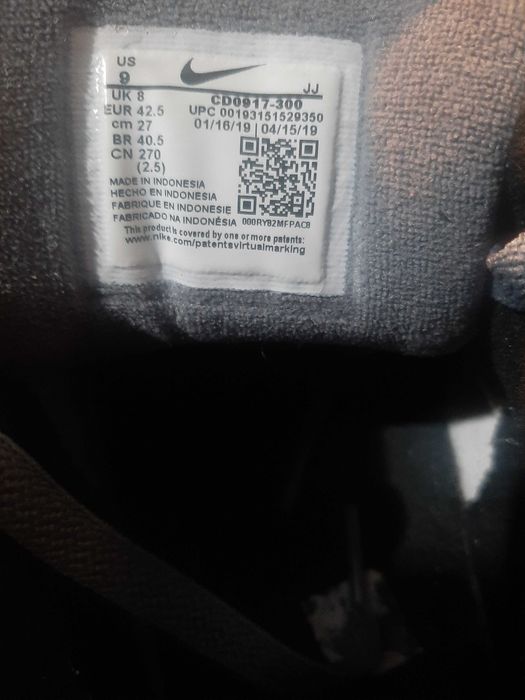 US
9
JJ
UK 8
CD0917-300
EUR 42.5
UPC 00193151529350
cm 27
01/16/19 | 04/15/19
BR 40.5
CN 270
(2.5)
MADE IN INDONESIA
HECHO EN INDONESIA
FABRIQUE EN INDONESIE
FABRICADO NA INDONÉSIA
000RYB2MFPAC8
This product is covered by one or more patents:
www.nike.com/patentsvirtualmarking